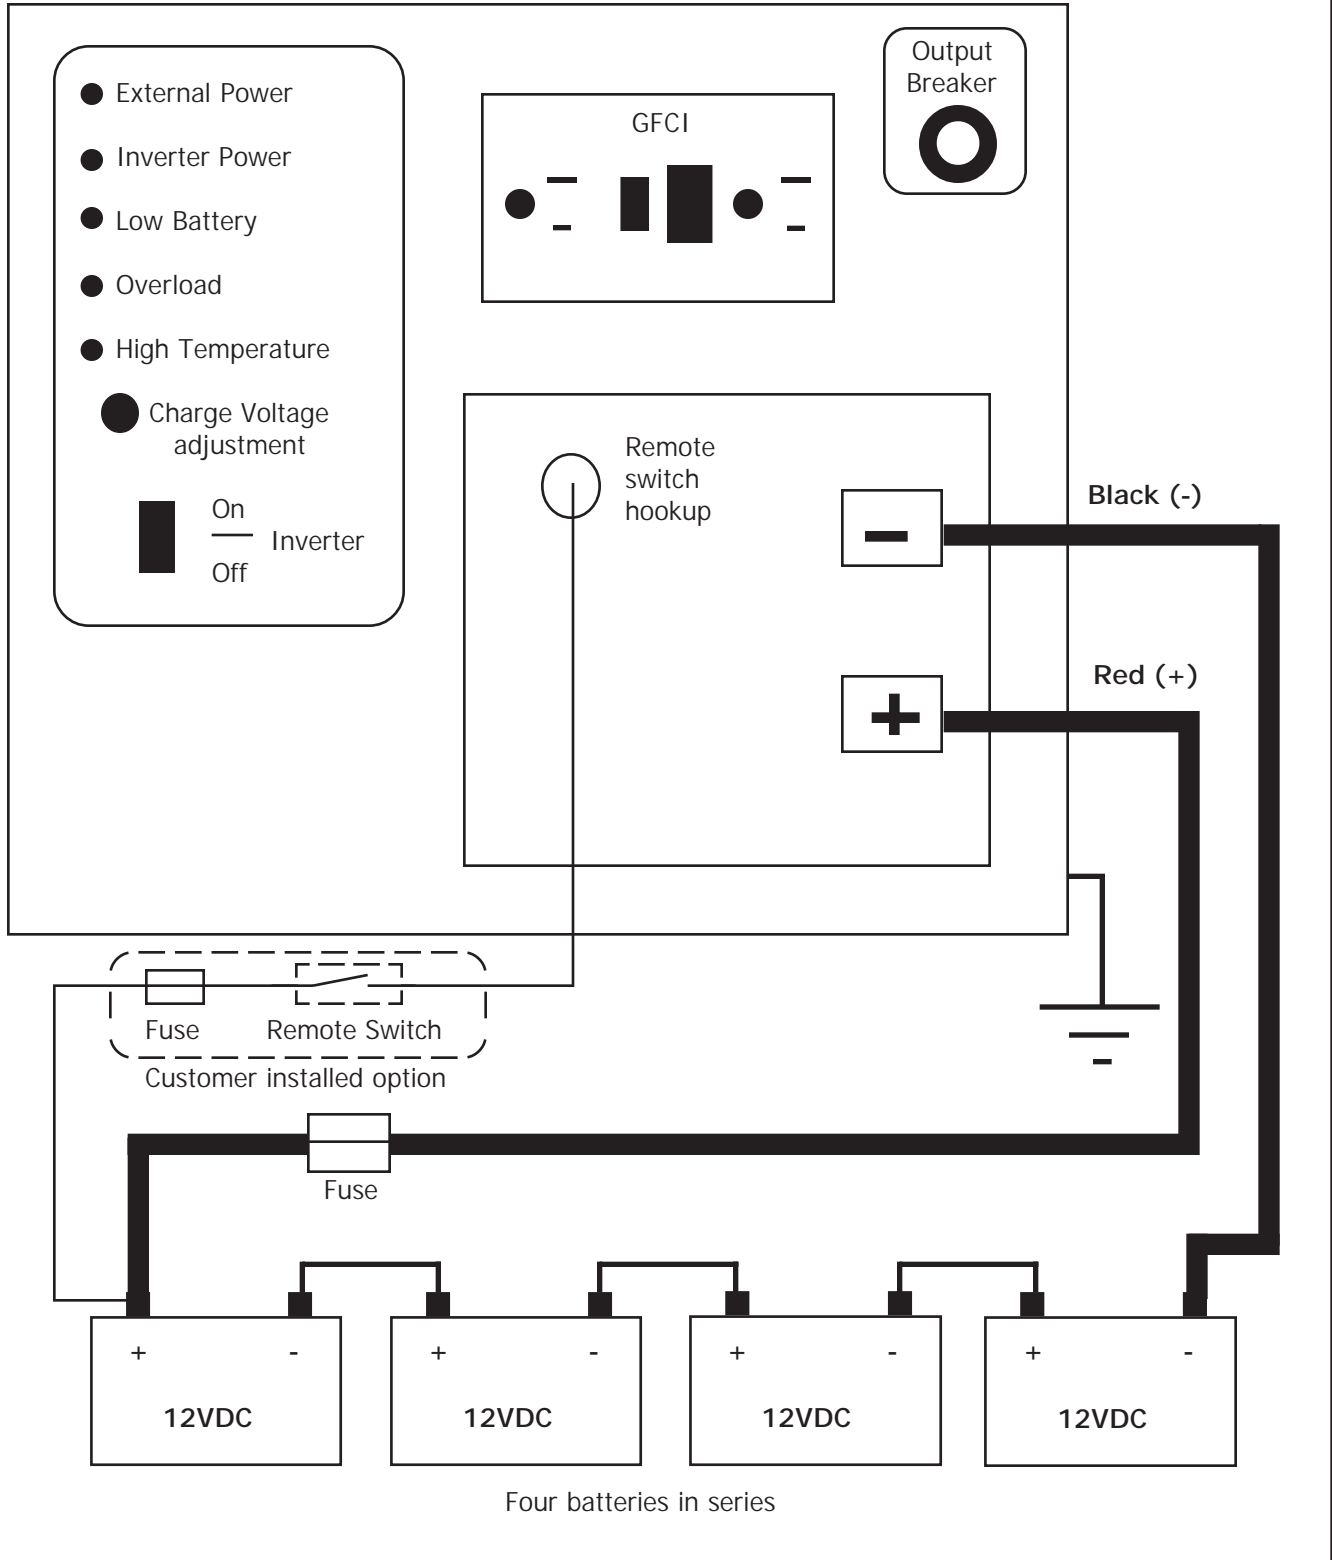 External Power
Inverter Power
Low Battery
Overload
High Temperature
Charge Voltage
adjustment
On
Inverter
Off
GFCI
Output
Breaker
Remote
switch
hookup
Black (-)
Red (+)
Fuse
Remote Switch
Customer installed option
Fuse
+ -
12VDC
+ -
12VDC
+ -
12VDC
+ -
12VDC
Four batteries in series